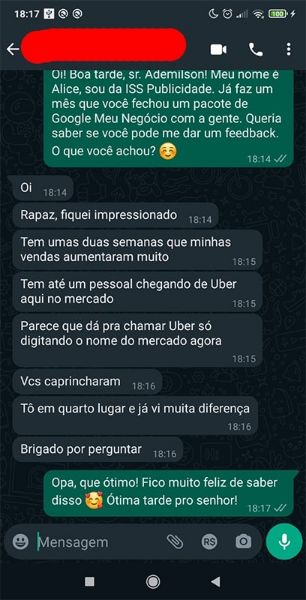 18:17
100
Oi! Boa tarde, sr. Ademilson! Meu nome é
Alice, sou da ISS Publicidade. Já faz um
mês que você fechou um pacote de
Google Meu Negócio com a gente. Queria
saber se você pode me dar um feedback.
O que você achou? 😊
18:14
Oi
18:14
Rapaz, fiquei impressionado
18:14
Tem umas duas semanas que minhas
vendas aumentaram muito
18:15
Tem até um pessoal chegando de Uber
aqui no mercado
18:15
Parece que dá pra chamar Uber só
digitando o nome do mercado agora
18:15
Vcs caprincharam
18:16
Tô em quarto lugar e já vi muita diferença
18:16
Brigado por perguntar
18:16
Opa, que ótimo! Fico muito feliz de saber
disso 🥰 Ótima tarde pro senhor!
18:17
Mensagem
R$